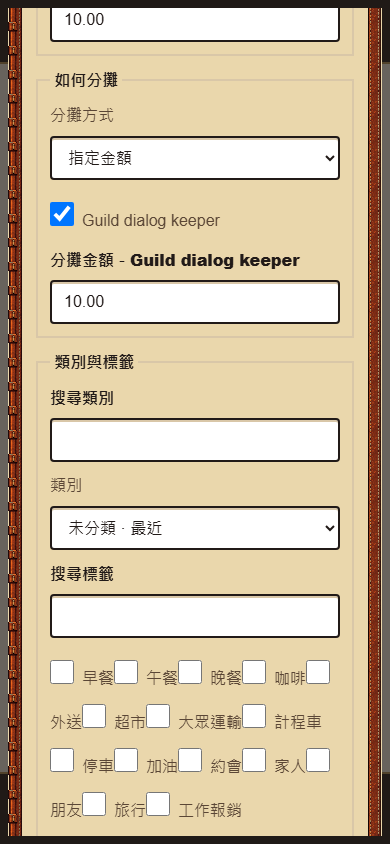 10.00
如何分攤
分攤方式
指定金額
Guild dialog keeper
分攤金額 - Guild dialog keeper
10.00
類別與標籤
搜尋類別
類別
未分類 · 最近
搜尋標籤
早餐 午餐 晚餐 咖啡
外送 超市 大眾運輸 計程車
停車 加油 約會 家人
朋友 旅行 工作報銷